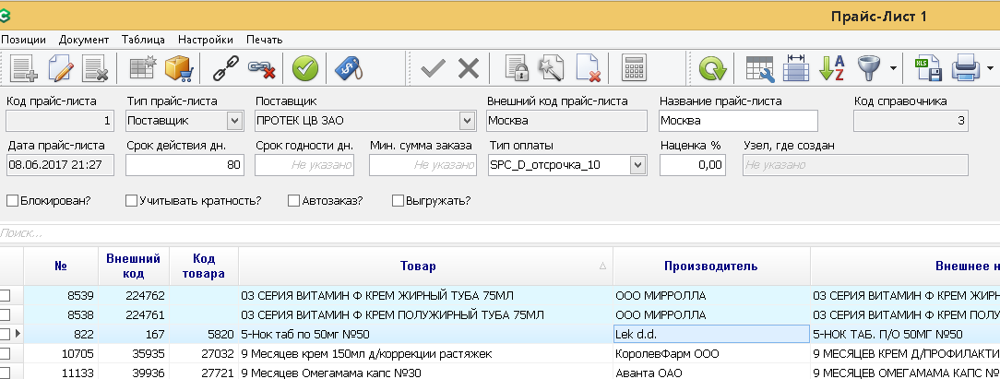 Прайс-Лист 1
Позиции Документ Таблица Настройки Печать
XLS
Код прайс-листа Тип прайс-листа Поставщик Внешний код прайс-листа Название прайс-листа Код справочника
1 Поставщик ПРОТЕК ЦВ ЗАО Москва Москва 3
Дата прайс-листа Срок действия дн. Срок годности дн. Мин. сумма заказа Тип оплаты Наценка % Узел, где создан
08.06.2017 21:27 80 Не указано Не указано SPC_D_отсрочка_10 0,00 Не указано
Блокирован? Учитывать кратность? Автозаказ? Выгружать?
Поиск...
№ Внешний код Код товара Товар Производитель Внешнее н
8539 224762 03 СЕРИЯ ВИТАМИН Ф КРЕМ ЖИРНЫЙ ТУБА 75МЛ ООО МИРРОЛЛА 03 СЕРИЯ ВИТАМИН Ф КРЕМ ЖИРН
8538 224761 03 СЕРИЯ ВИТАМИН Ф КРЕМ ПОЛУЖИРНЫЙ ТУБА 75МЛ ООО МИРРОЛЛА 03 СЕРИЯ ВИТАМИН Ф КРЕМ ПОЛУ
822 167 5820 5-Нок таб по 50мг №50 Lek d.d. 5-НОК ТАБ. П/О 50МГ №50
10705 35935 27032 9 Месяцев крем 150мл д/коррекции растяжек КоролевФарм ООО 9 МЕСЯЦЕВ КРЕМ Д/ПРОФИЛАКТИ
11133 39936 27721 9 Месяцев Омегамама капс №30 Аванта ОАО 9 МЕСЯЦЕВ ОМЕГАМАМА КАПС №